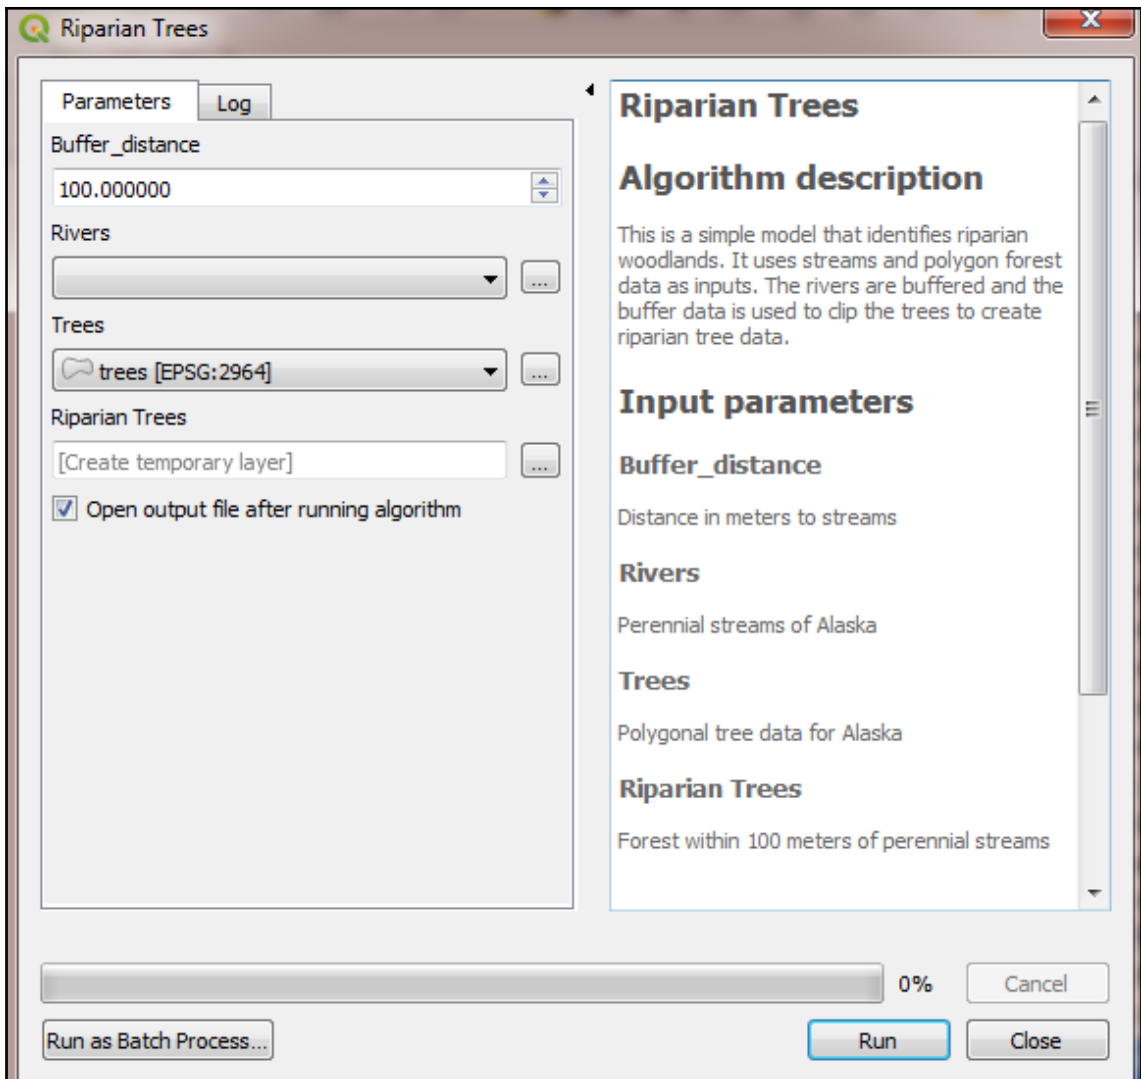 Riparian Trees
X
Parameters
Log
Buffer_distance
100.000000
Rivers
...
Trees
trees [EPSG:2964]
...
Riparian Trees
[Create temporary layer]
...
Open output file after running algorithm
Riparian Trees
Algorithm description
This is a simple model that identifies riparian
woodlands. It uses streams and polygon forest
data as inputs. The rivers are buffered and the
buffer data is used to clip the trees to create
riparian tree data.
Input parameters
Buffer_distance
Distance in meters to streams
Rivers
Perennial streams of Alaska
Trees
Polygonal tree data for Alaska
Riparian Trees
Forest within 100 meters of perennial streams
0%
Cancel
Run as Batch Process...
Run
Close